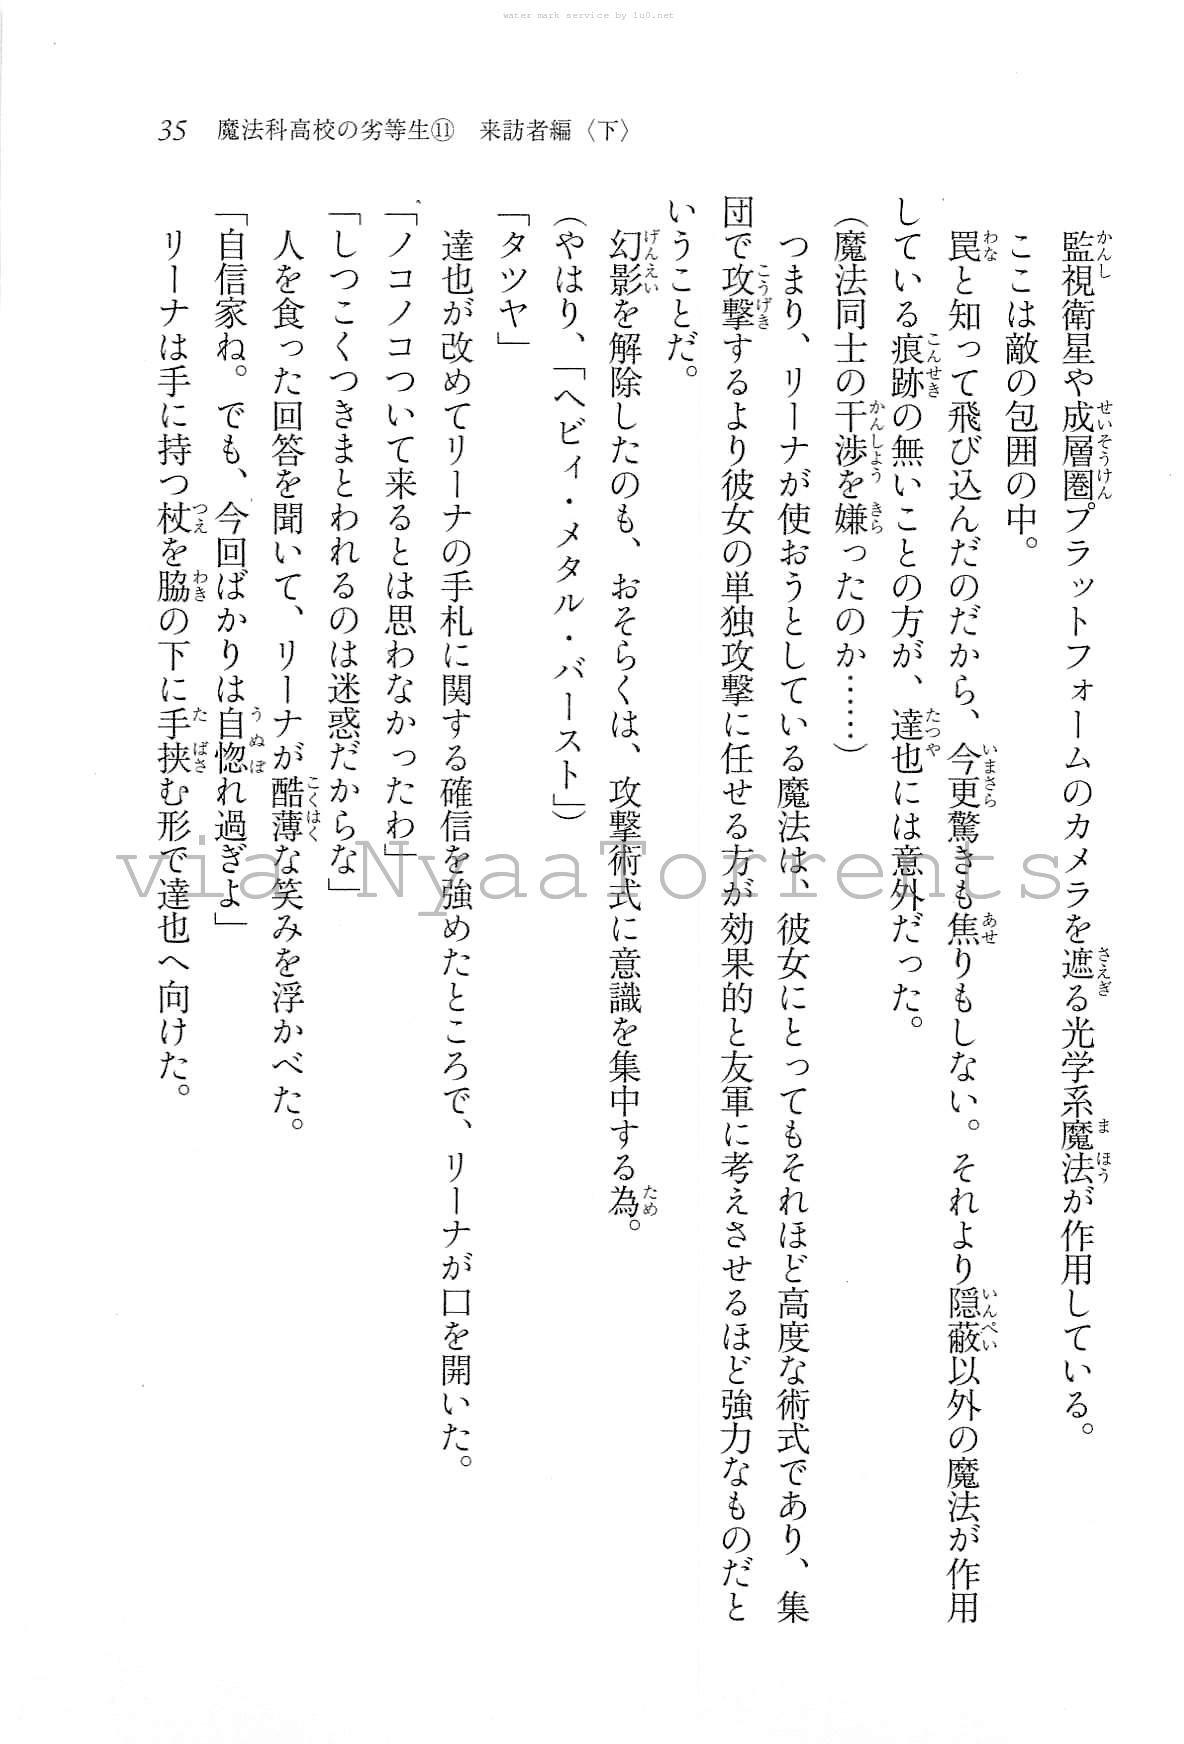 water mark service by lu0.net
35 魔法科高校の劣等生⑪ 来訪者編〈下〉
監視衛星や成層圏プラットフォームのカメラを遮る光学系魔法が作用している。
ここは敵の包囲の中。
罠と知って飛び込んだのだから、今更驚きも焦りもしない。それより隠蔽以外の魔法が作用
している痕跡の無いことの方が、達也には意外だった。
(魔法同士の干渉を嫌ったのか……)
つまり、リーナが使おうとしている魔法は、彼女にとってもそれほど高度な術式であり、集
団で攻撃するより彼女の単独攻撃に任せる方が効果的と友軍に考えさせるほど強力なものだと
いうことだ。
幻影を解除したのも、おそらくは、攻撃術式に意識を集中する為。
(やはり、「ヘビィ・メタル・バースト」)
「タツヤ」
達也が改めてリーナの手札に関する確信を強めたところで、リーナが口を開いた。
「ノコノコついて来るとは思わなかったわ」
「しつこくつきまとわれるのは迷惑だからな」
人を食った回答を聞いて、リーナが酷薄な笑みを浮かべた。
「自信家ね。でも、今回ばかりは自惚れ過ぎよ」
リーナは手に持つ杖を脇の下に手挟む形で達也へ向けた。
via NyaaTorrents